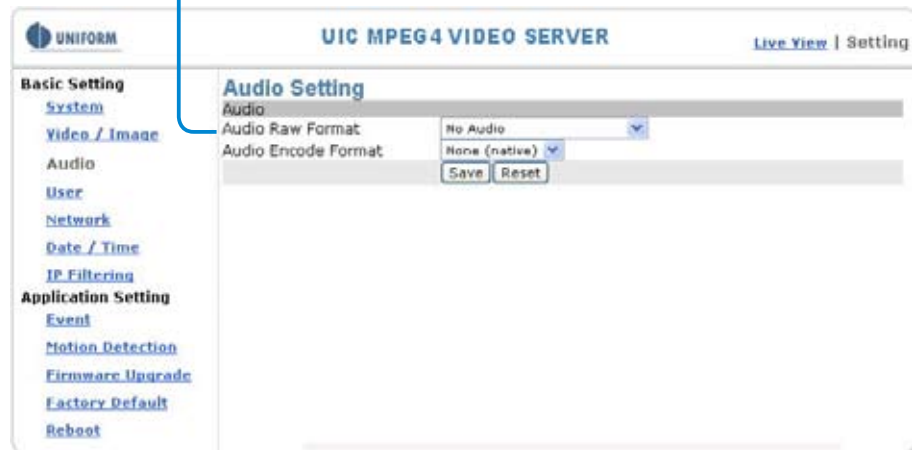 UNIFORM
UIC MPEG4 VIDEO SERVER
Live View | Setting
Basic Setting
System
Video / Image
Audio
User
Network
Date / Time
IP Filtering
Application Setting
Event
Motion Detection
Firmware Upgrade
Factory Default
Reboot
Audio Setting
Audio
Audio Raw Format No Audio
Audio Encode Format None (native)
Save Reset